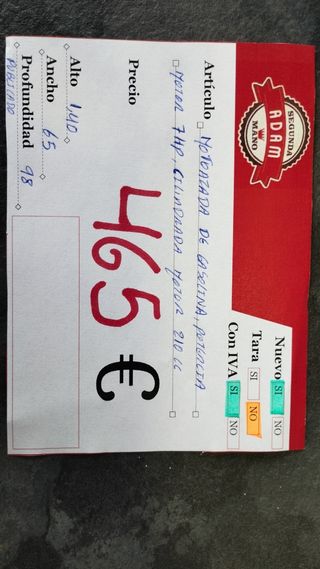 SEGUNDA
ADAM
MANO
Nuevo SI NO
Tara SI NO
Con IVA SI NO
Artículo MOTOAZADA DE GASOLINA, POTENCIA
MOTOR 7HP, CILINDRADA MOTOR 210 CC
Precio
465 €
Alto 140
Ancho 65
Profundidad 98